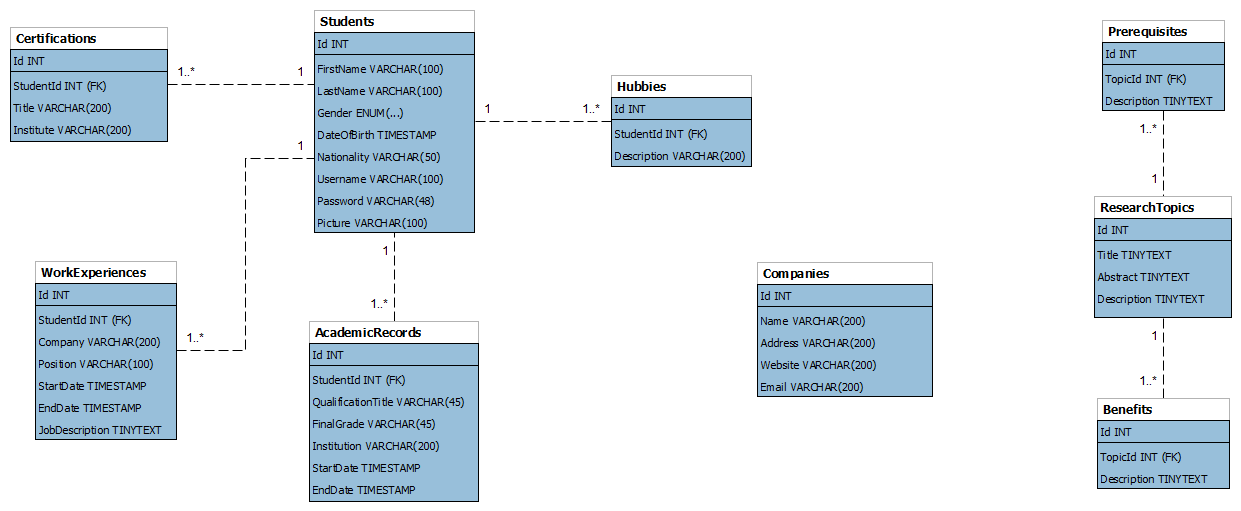 Certifications
Id INT
StudentId INT (FK)
Title VARCHAR(200)
Institute VARCHAR(200)
1..*
1
Students
Id INT
FirstName VARCHAR(100)
LastName VARCHAR(100)
Gender ENUM(...)
DateOfBirth TIMESTAMP
Nationality VARCHAR(50)
Username VARCHAR(100)
Password VARCHAR(48)
Picture VARCHAR(100)
1
1..*
Hubbies
Id INT
StudentId INT (FK)
Description VARCHAR(200)
1
1..*
WorkExperiences
Id INT
StudentId INT (FK)
Company VARCHAR(200)
Position VARCHAR(100)
StartDate TIMESTAMP
EndDate TIMESTAMP
JobDescription TINYTEXT
1
1..*
AcademicRecords
Id INT
StudentId INT (FK)
QualificationTitle VARCHAR(45)
FinalGrade VARCHAR(45)
Institution VARCHAR(200)
StartDate TIMESTAMP
EndDate TIMESTAMP
Companies
Id INT
Name VARCHAR(200)
Address VARCHAR(200)
Website VARCHAR(200)
Email VARCHAR(200)
Prerequisites
Id INT
TopicId INT (FK)
Description TINYTEXT
1..*
1
ResearchTopics
Id INT
Title TINYTEXT
Abstract TINYTEXT
Description TINYTEXT
1
1..*
Benefits
Id INT
TopicId INT (FK)
Description TINYTEXT